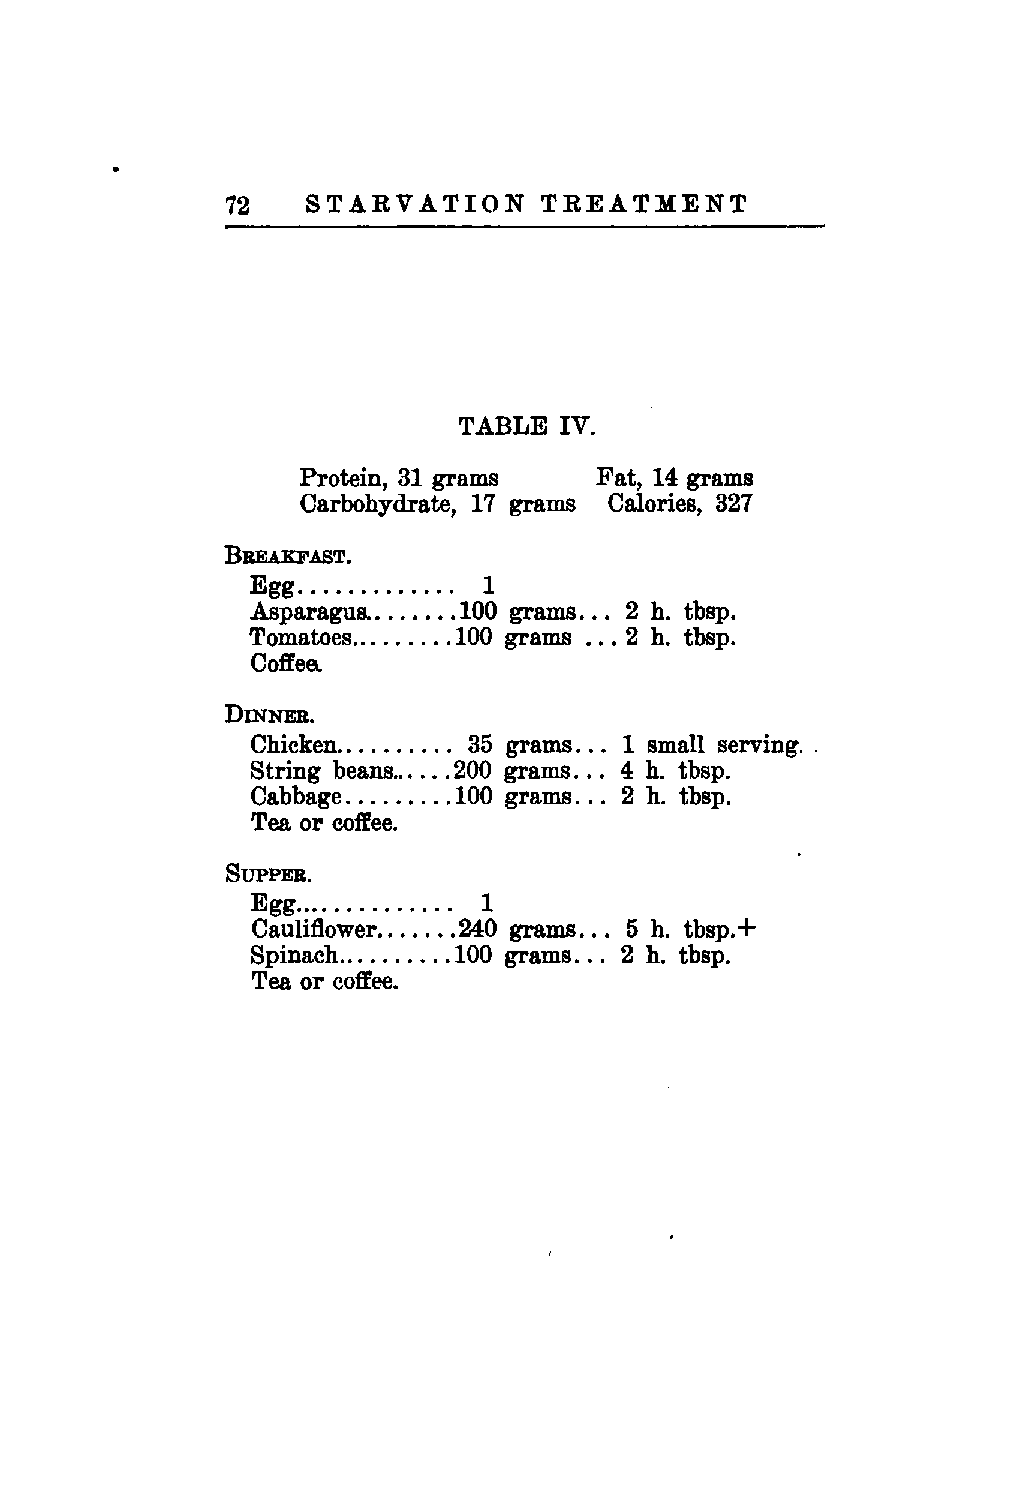 72 STARVATION TREATMENT
TABLE IV.
Protein, 31 grams Fat, 14 grams
Carbohydrate, 17 grams Calories, 327
BREAKFAST.
Egg............. 1
Asparagus........100 grams... 2 h. tbsp.
Tomatoes.........100 grams ...2 h. tbsp.
Coffee.
DINNER.
Chicken.......... 35 grams... 1 small serving.
String beans......200 grams... 4 h. tbsp.
Cabbage.........100 grams... 2 h. tbsp.
Tea or coffee.
SUPPER.
Egg.............. 1
Cauliflower.......240 grams... 5 h. tbsp.+
Spinach..........100 grams... 2 h. tbsp.
Tea or coffee.